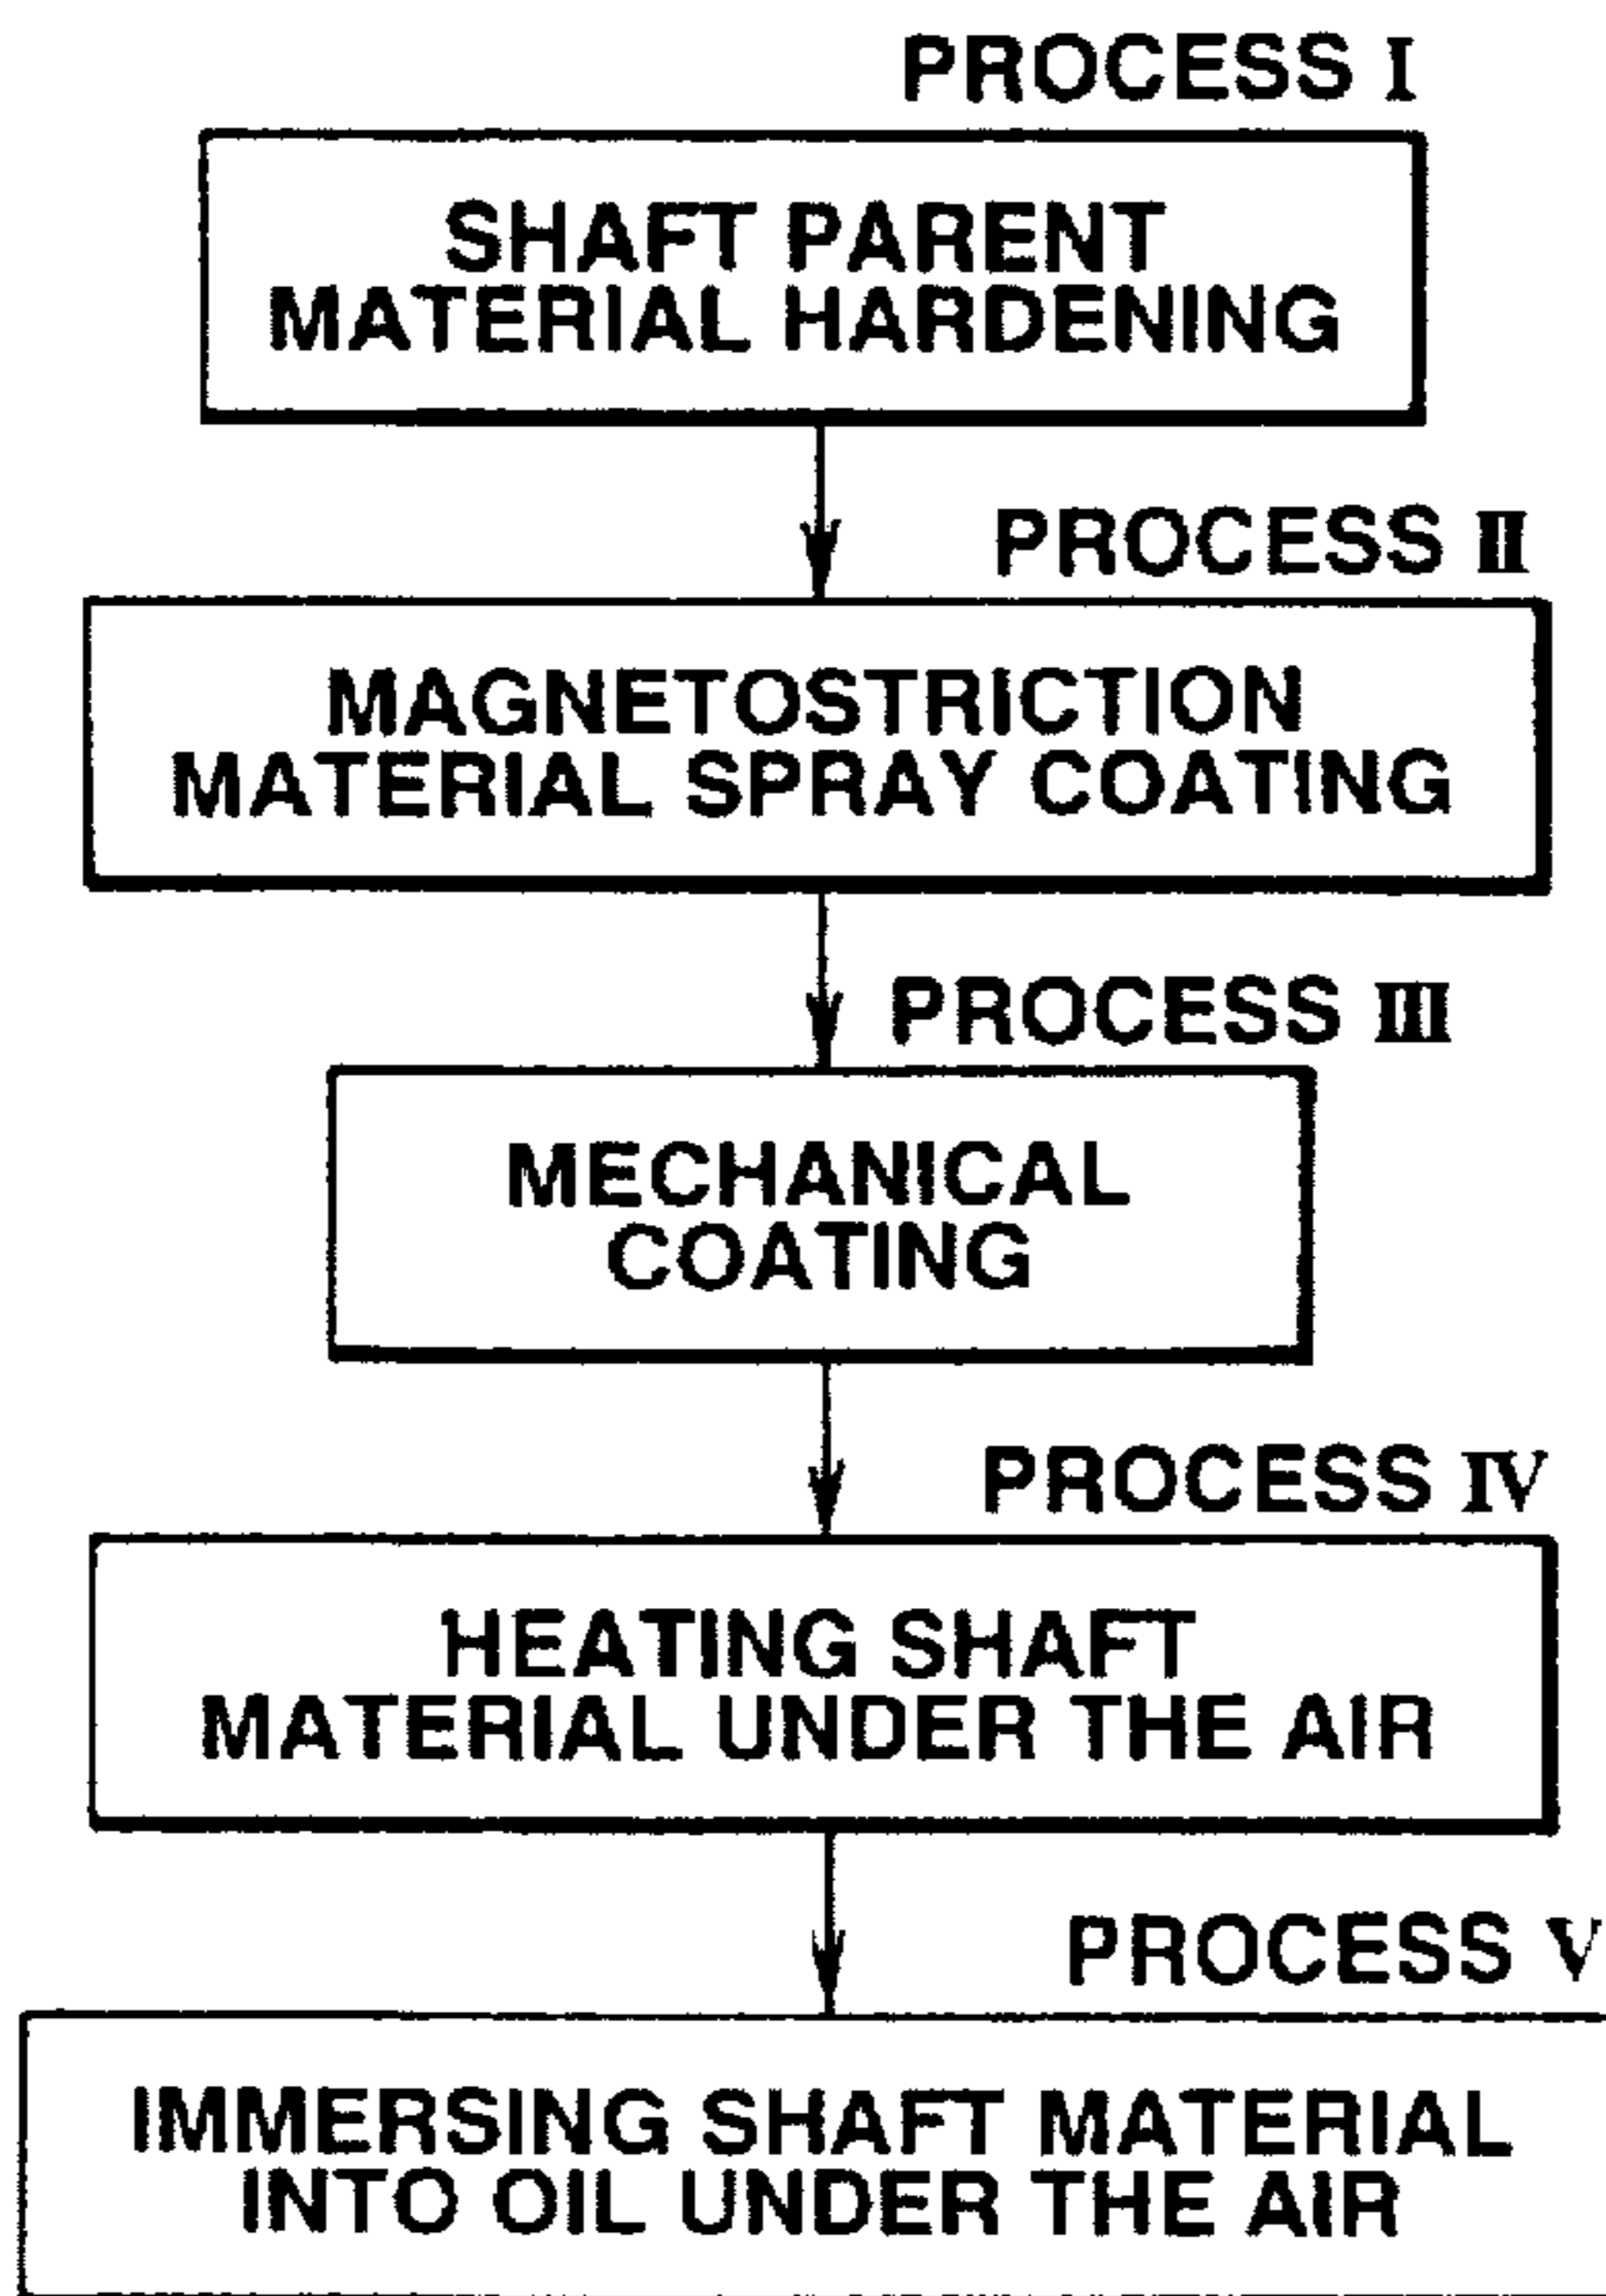 PROCESS I
SHAFT PARENT
MATERIAL HARDENING
PROCESS II
MAGNETOSTRICTION
MATERIAL SPRAY COATING
PROCESS III
MECHANICAL
COATING
PROCESS IV
HEATING SHAFT
MATERIAL UNDER THE AIR
PROCESS V
IMMERSING SHAFT MATERIAL
INTO OIL UNDER THE AIR